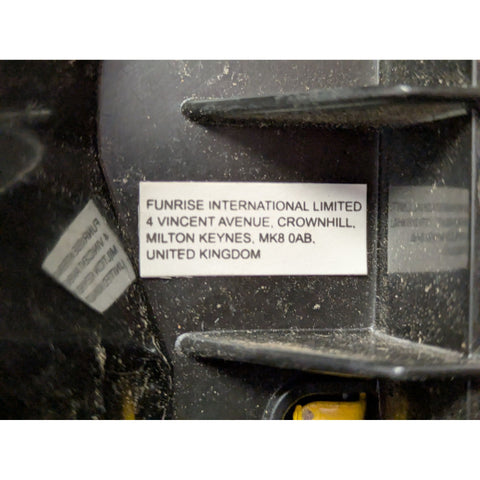 FUNRISE INTERNATIONAL LIMITED
4 VINCENT AVENUE, CROWNHILL,
MILTON KEYNES, MK8 0AB.
UNITED KINGDOM